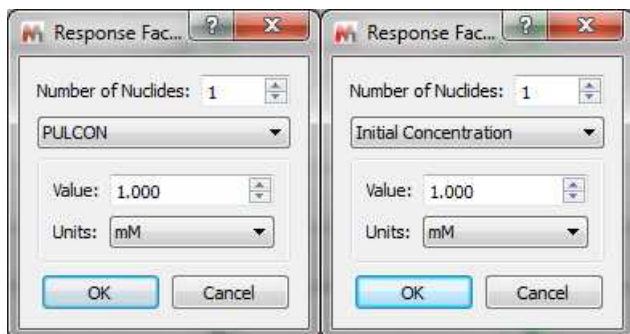 Response Fac...
Number of Nuclides: 1
PULCON
Value: 1.000
Units: mM
OK Cancel
Response Fac...
Number of Nuclides: 1
Initial Concentration
Value: 1.000
Units: mM
OK Cancel